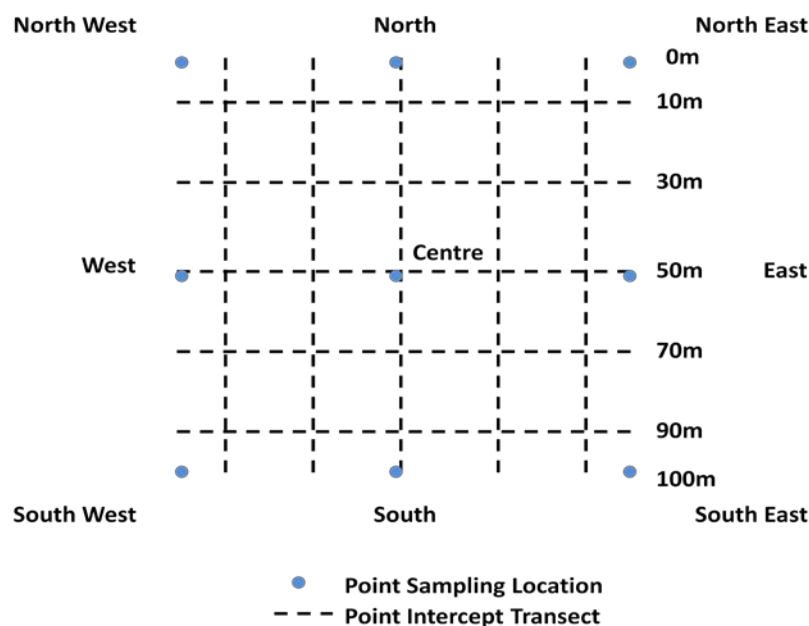 North West North North East
0m
10m
30m
Centre
West 50m East
70m
90m
100m
South West South South East
Point Sampling Location
Point Intercept Transect